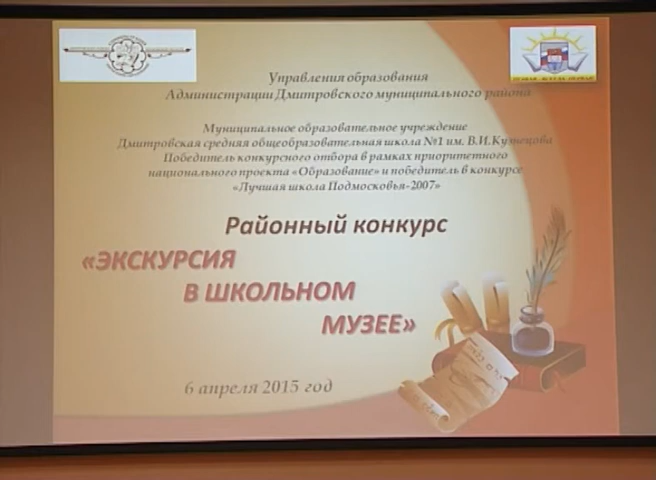 Управления образования
Администрации Дмитровского муниципального района
Муниципальное образовательное учреждение
Дмитровская средняя общеобразовательная школа №1 им. В.И.Кузнецова
Победитель конкурсного отбора в рамках приоритетного
национального проекта «Образование» и победитель в конкурсе
«Лучшая школа Подмосковья-2007»
Районный конкурс
«ЭКСКУРСИЯ
В ШКОЛЬНОМ
МУЗЕЕ»
6 апреля 2015 год